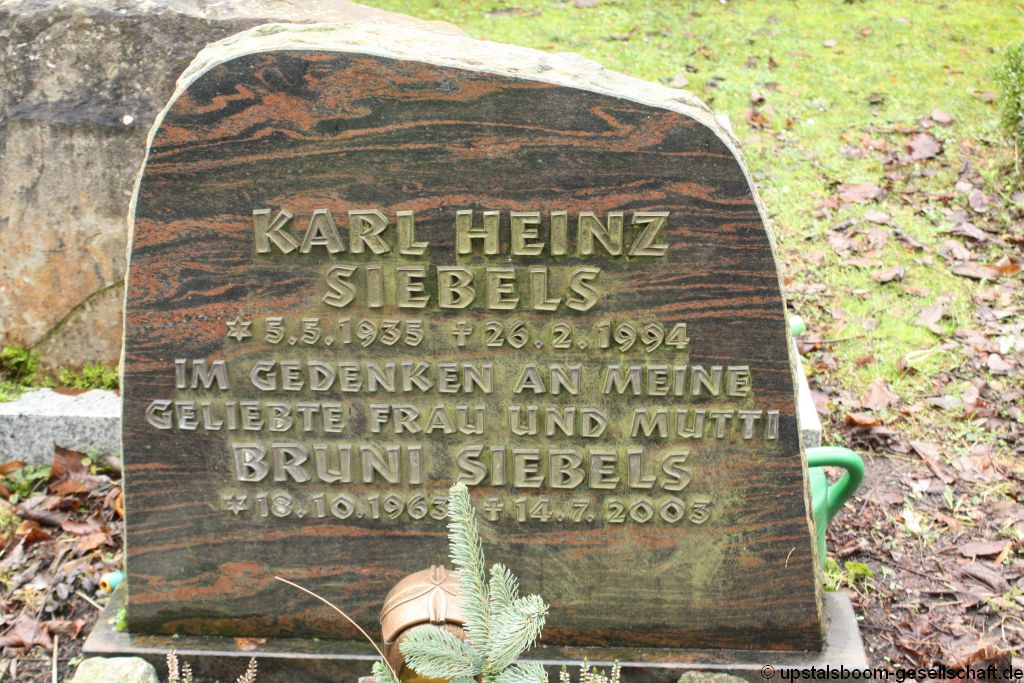 KARL HEINZ
SIEBELS
* 5.5.1935 † 26.2.1994
IM GEDENKEN AN MEINE
GELIEBTE FRAU UND MUTTI
BRUNI SIEBELS
* 18.10.1963 † 14.7.2003
© upstalsboom-gesellschaft.de